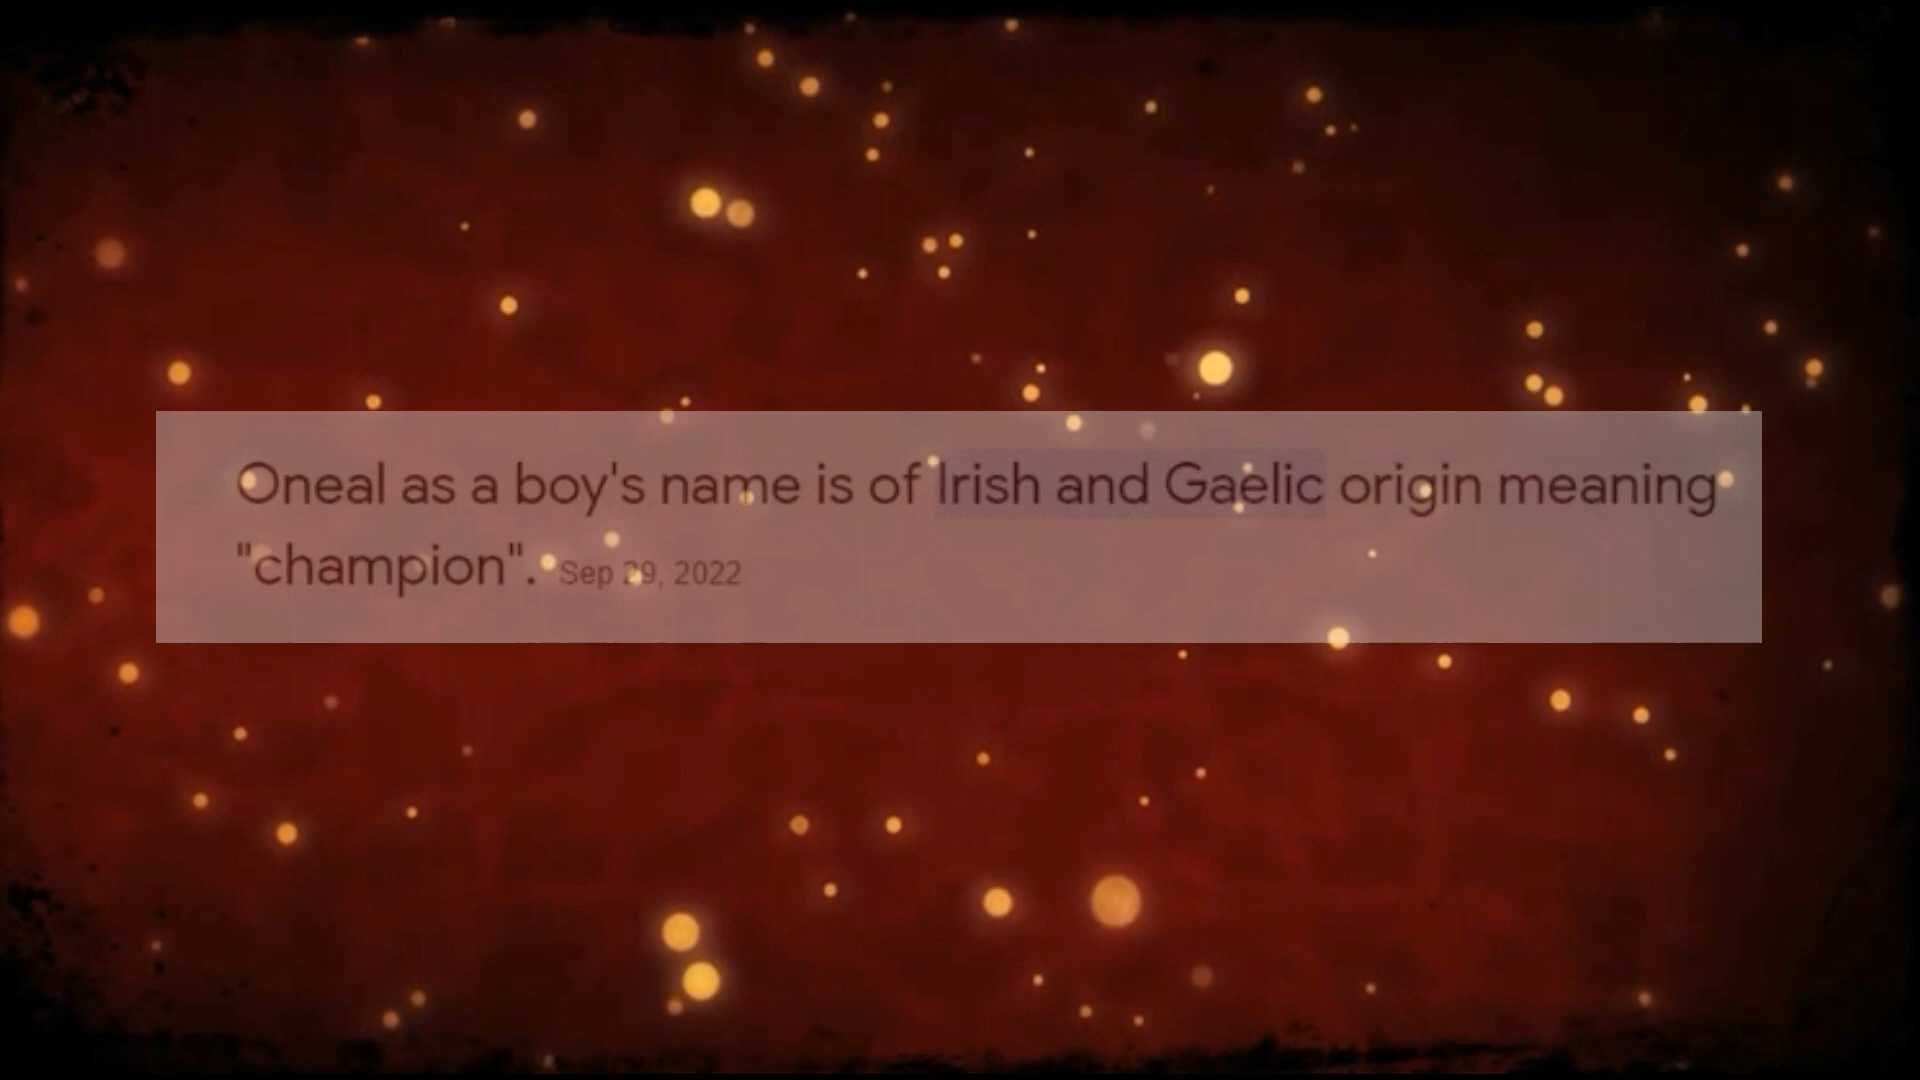 Oneal as a boy's name is of Irish and Gaelic origin meaning
"champion". Sep 29, 2022